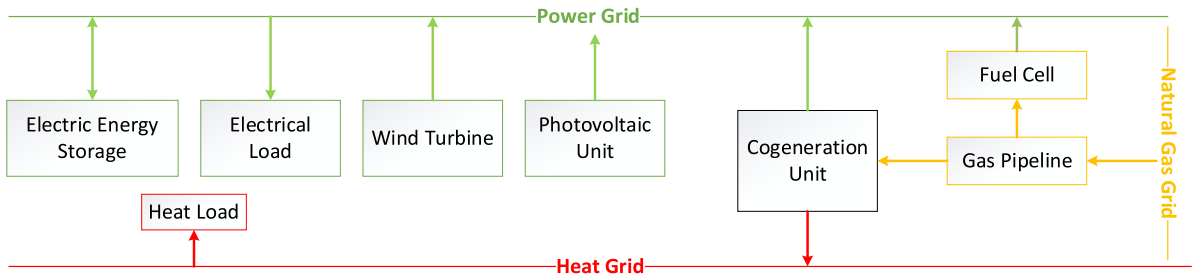 Power Grid
Fuel Cell
Electric Energy
Storage
Electrical
Load
Wind Turbine
Photovoltaic
Unit
Cogeneration
Unit
Gas Pipeline
Natural Gas Grid
Heat Load
Heat Grid